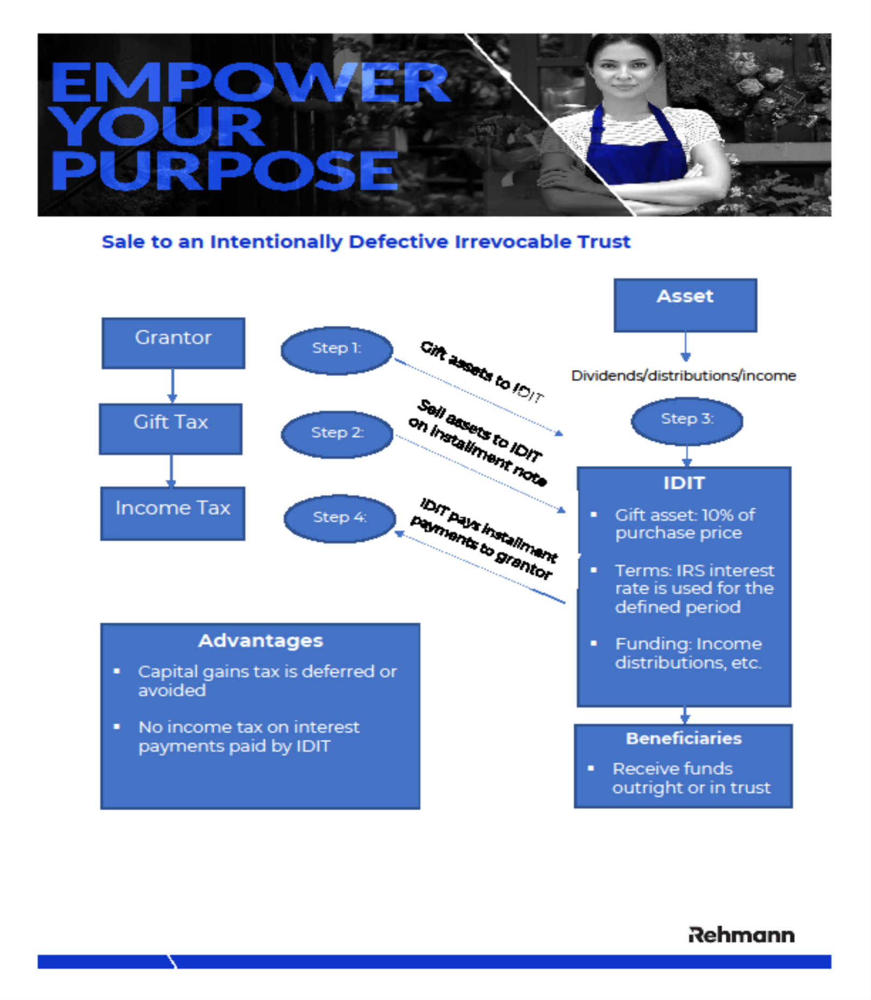 EMPOWER
YOUR
PURPOSE
Sale to an Intentionally Defective Irrevocable Trust
Asset
Grantor
Step 1:
Gift assets to IDIT
Dividends/distributions/income
Gift Tax
Step 2:
Sell assets to IDIT
on installment note
Step 3:
Income Tax
Step 4:
IDIT pays installment
payments to grantor
IDIT
▪ Gift asset: 10% of
purchase price
▪ Terms: IRS interest
rate is used for the
defined period
▪ Funding: Income
distributions, etc.
Advantages
▪ Capital gains tax is deferred or
avoided
▪ No income tax on interest
payments paid by IDIT
Beneficiaries
▪ Receive funds
outright or in trust
Rehmann